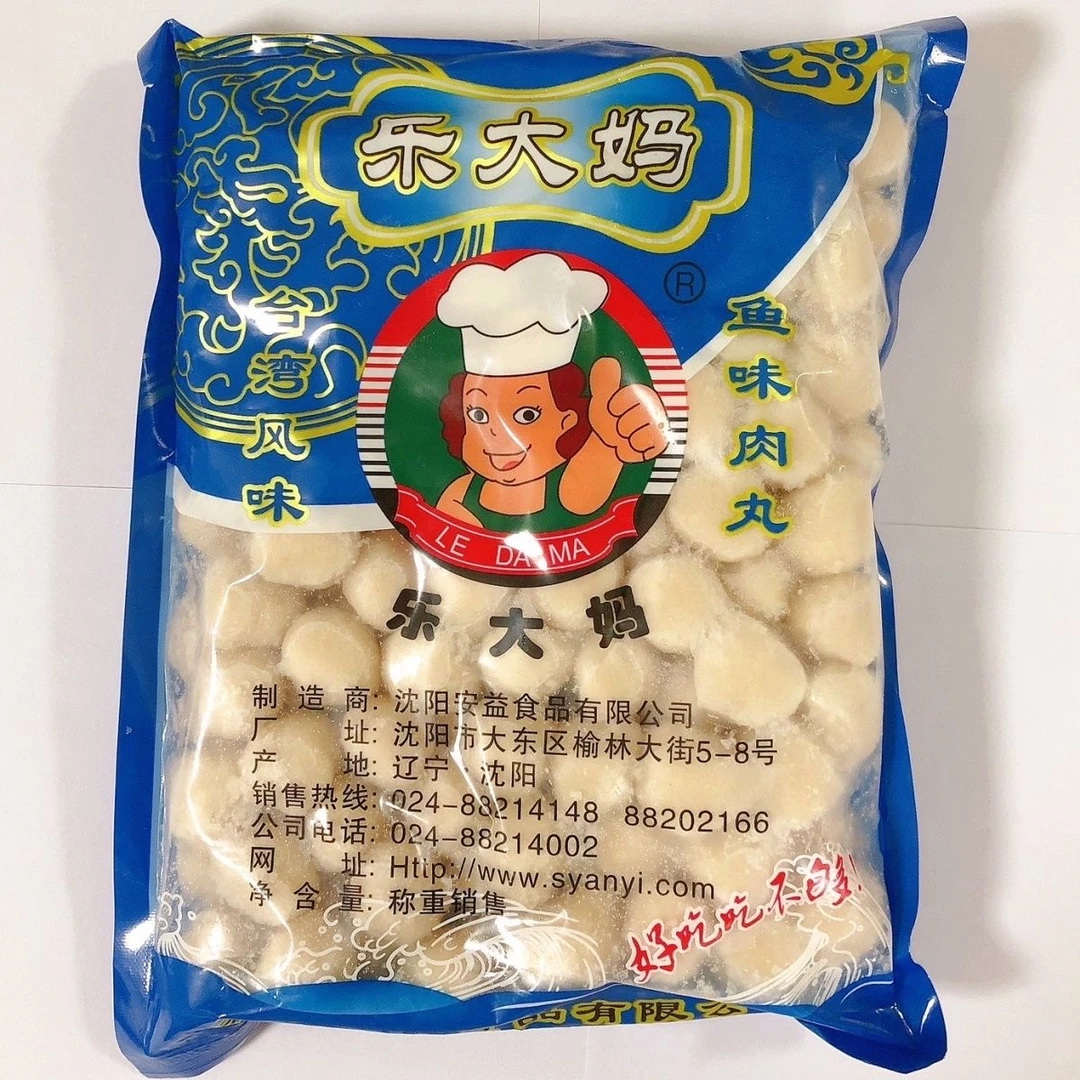 乐大妈
®
台湾风味
鱼味肉丸
LE DA MA
乐大妈
制造商: 沈阳安益食品有限公司
厂址: 沈阳市大东区榆林大街5-8号
产地: 辽宁·沈阳
销售热线: 024-88214148 88202166
公司电话: 024-88214002
网址: Http://www.syanyi.com
净含量: 称重销售
好吃吃不够!
品有限公